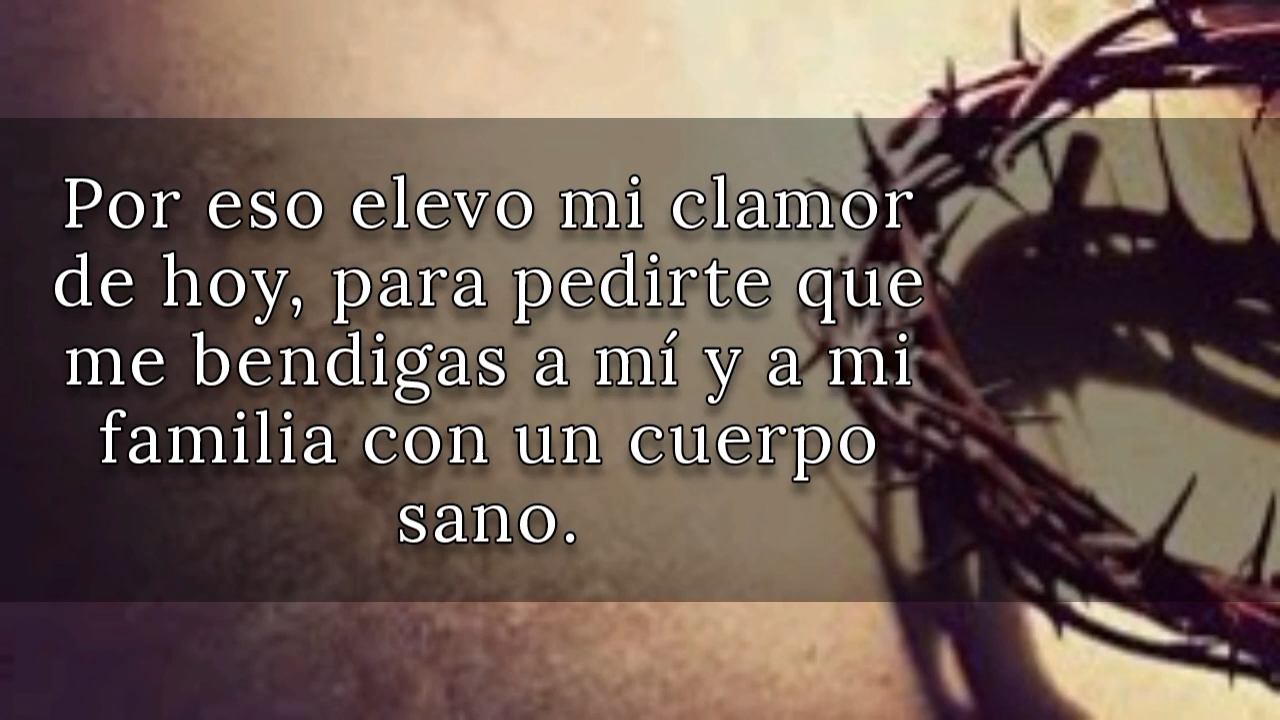 Por eso elevo mi clamor
de hoy, para pedirte que
me bendigas a mí y a mi
familia con un cuerpo
sano.